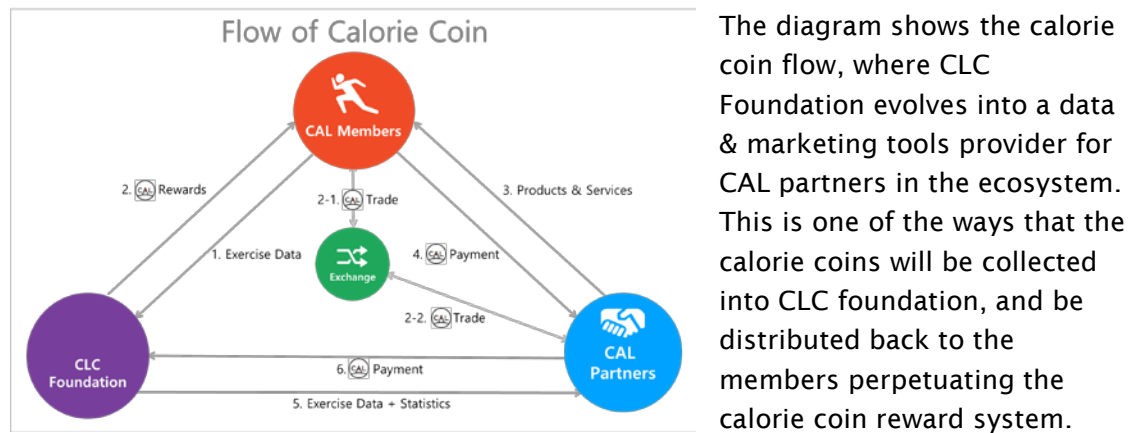 Flow of Calorie Coin
CAL Members
2. CAL Rewards
2-1. CAL Trade
3. Products & Services
1. Exercise Data
4. CAL Payment
Exchange
2-2. CAL Trade
CLC
Foundation
CAL
Partners
6. CAL Payment
5. Exercise Data + Statistics
The diagram shows the calorie
coin flow, where CLC
Foundation evolves into a data
& marketing tools provider for
CAL partners in the ecosystem.
This is one of the ways that the
calorie coins will be collected
into CLC foundation, and be
distributed back to the
members perpetuating the
calorie coin reward system.